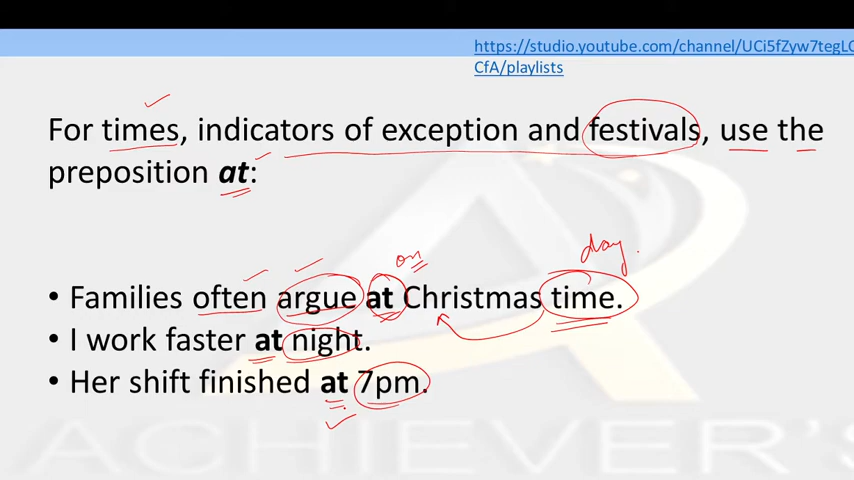 https://studio.youtube.com/channel/UCi5fZyw7tegLC
CfA/playlists
For times, indicators of exception and festivals, use the
preposition at:
day.
on
• Families often argue at Christmas time.
• I work faster at night.
• Her shift finished at 7pm.
ACHIEVER'S